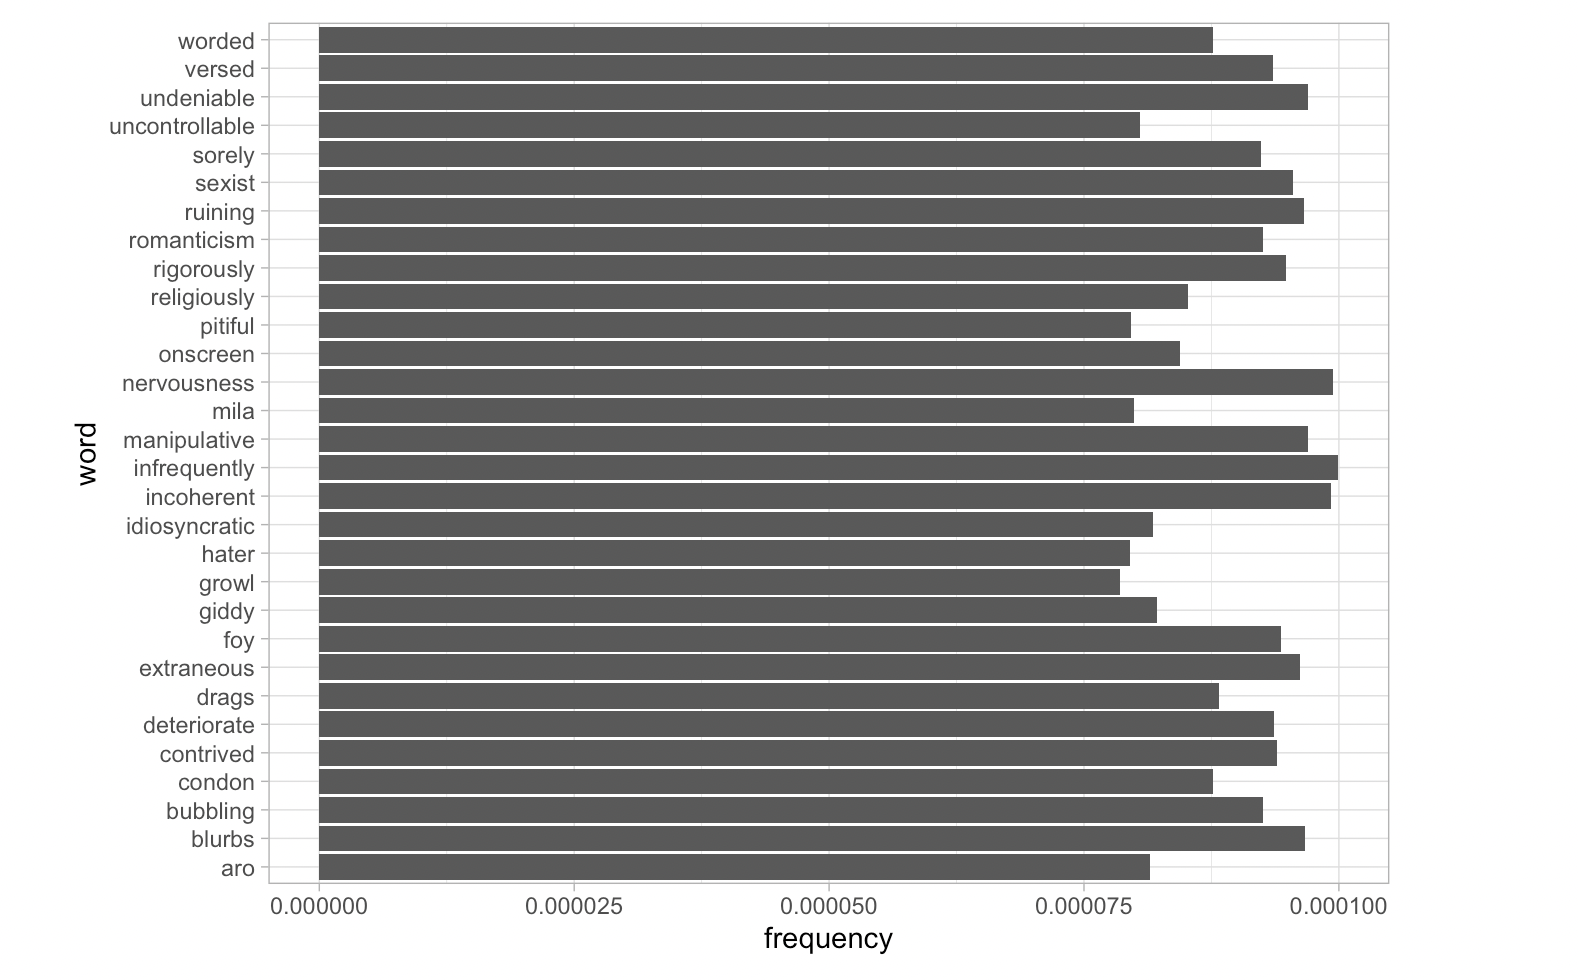 worded
versed
undeniable
uncontrollable
sorely
sexist
ruining
romanticism
rigorously
religiously
pitiful
onscreen
nervousness
mila
manipulative
infrequently
incoherent
idiosyncratic
hater
growl
giddy
foy
extraneous
drags
deteriorate
contrived
condon
bubbling
blurbs
aro
word
0.000000 0.000025 0.000050 0.000075 0.000100
frequency